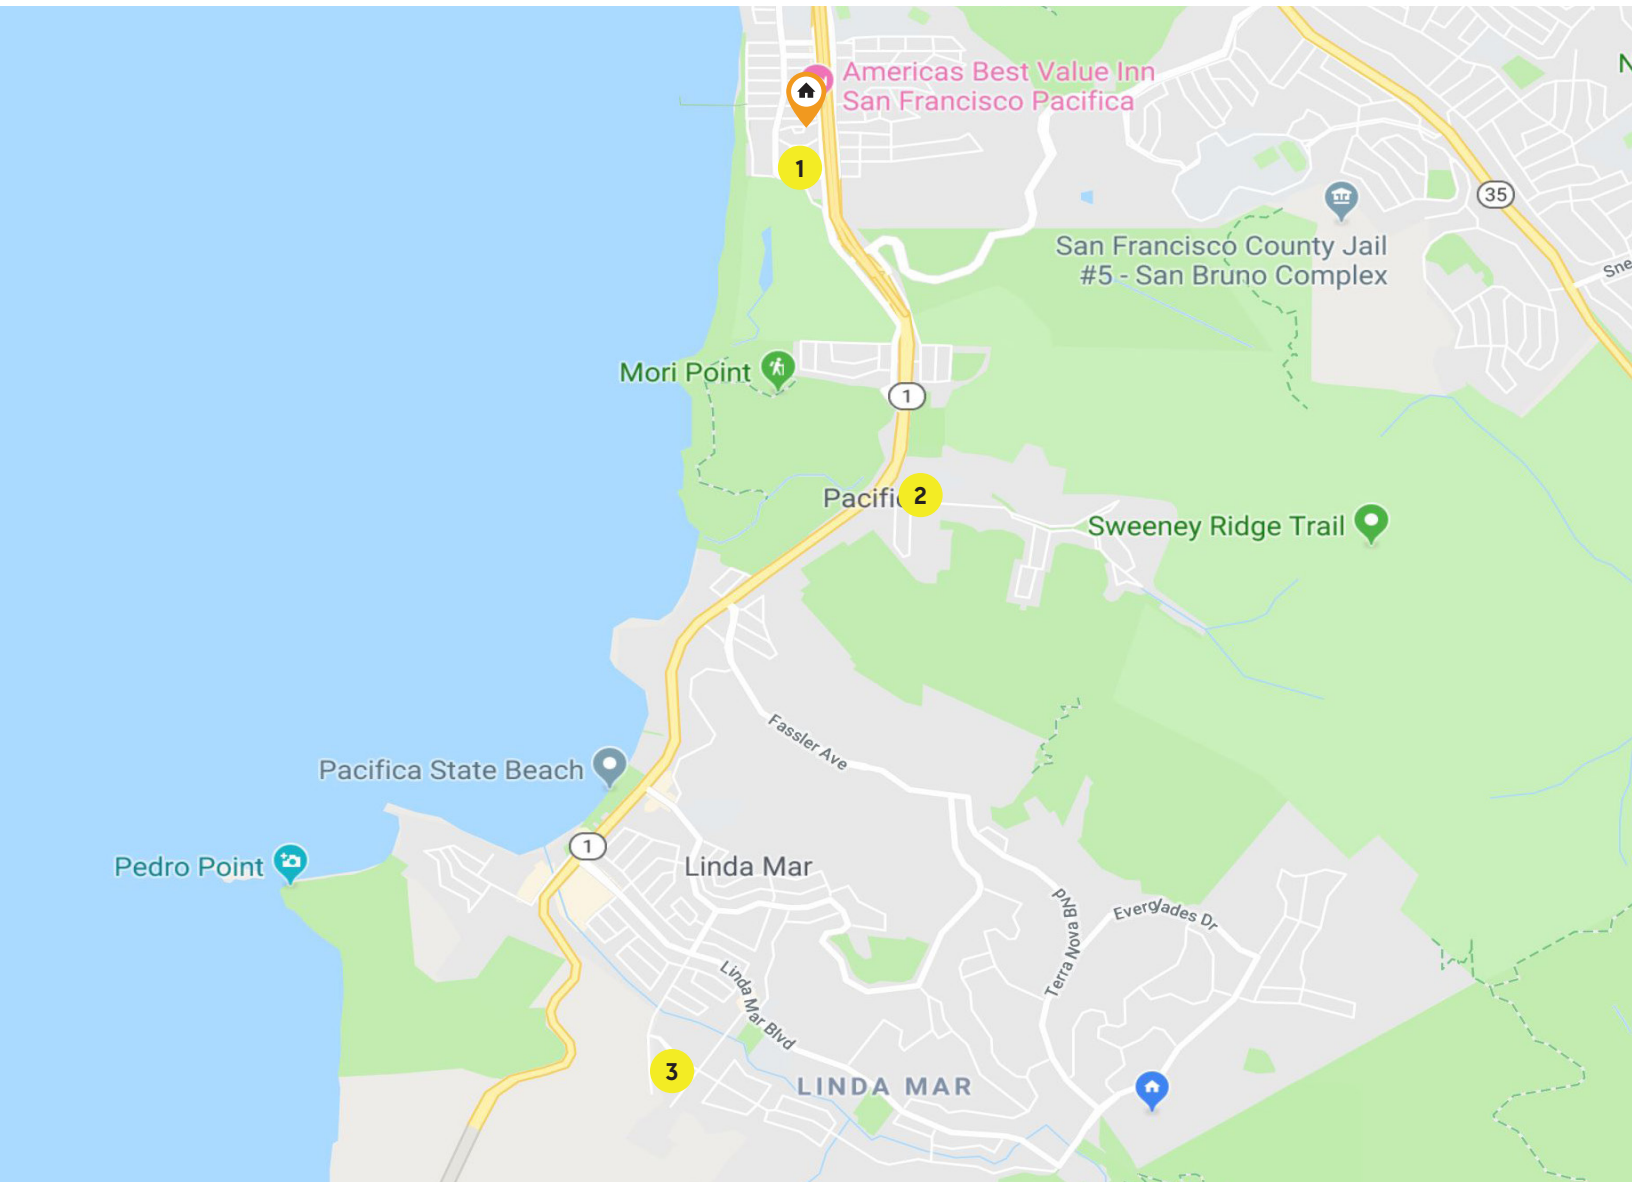 Americas Best Value Inn
San Francisco Pacifica
1
35
San Francisco County Jail
#5 - San Bruno Complex
Mori Point
1
Pacific
2
Sweeney Ridge Trail
Fassler Ave
Pacifica State Beach
1
Pedro Point
Linda Mar
Terra Nova Blvd
Everglades Dr
Linda Mar Blvd
3
LINDA MAR